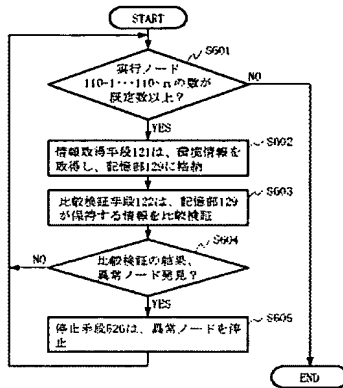 START
S601
実行ノード
110-1・・・110-nの数が
既定数以上？
NO
YES
S602
情報取得手段121は、環境情報を
取得し、記憶部129に格納
S603
比較検証手段122は、記憶部129
が保持する情報を比較検証
S604
NO
比較検証の結果、
異常ノード発見？
YES
S605
停止手段626は、異常ノードを停
止
END